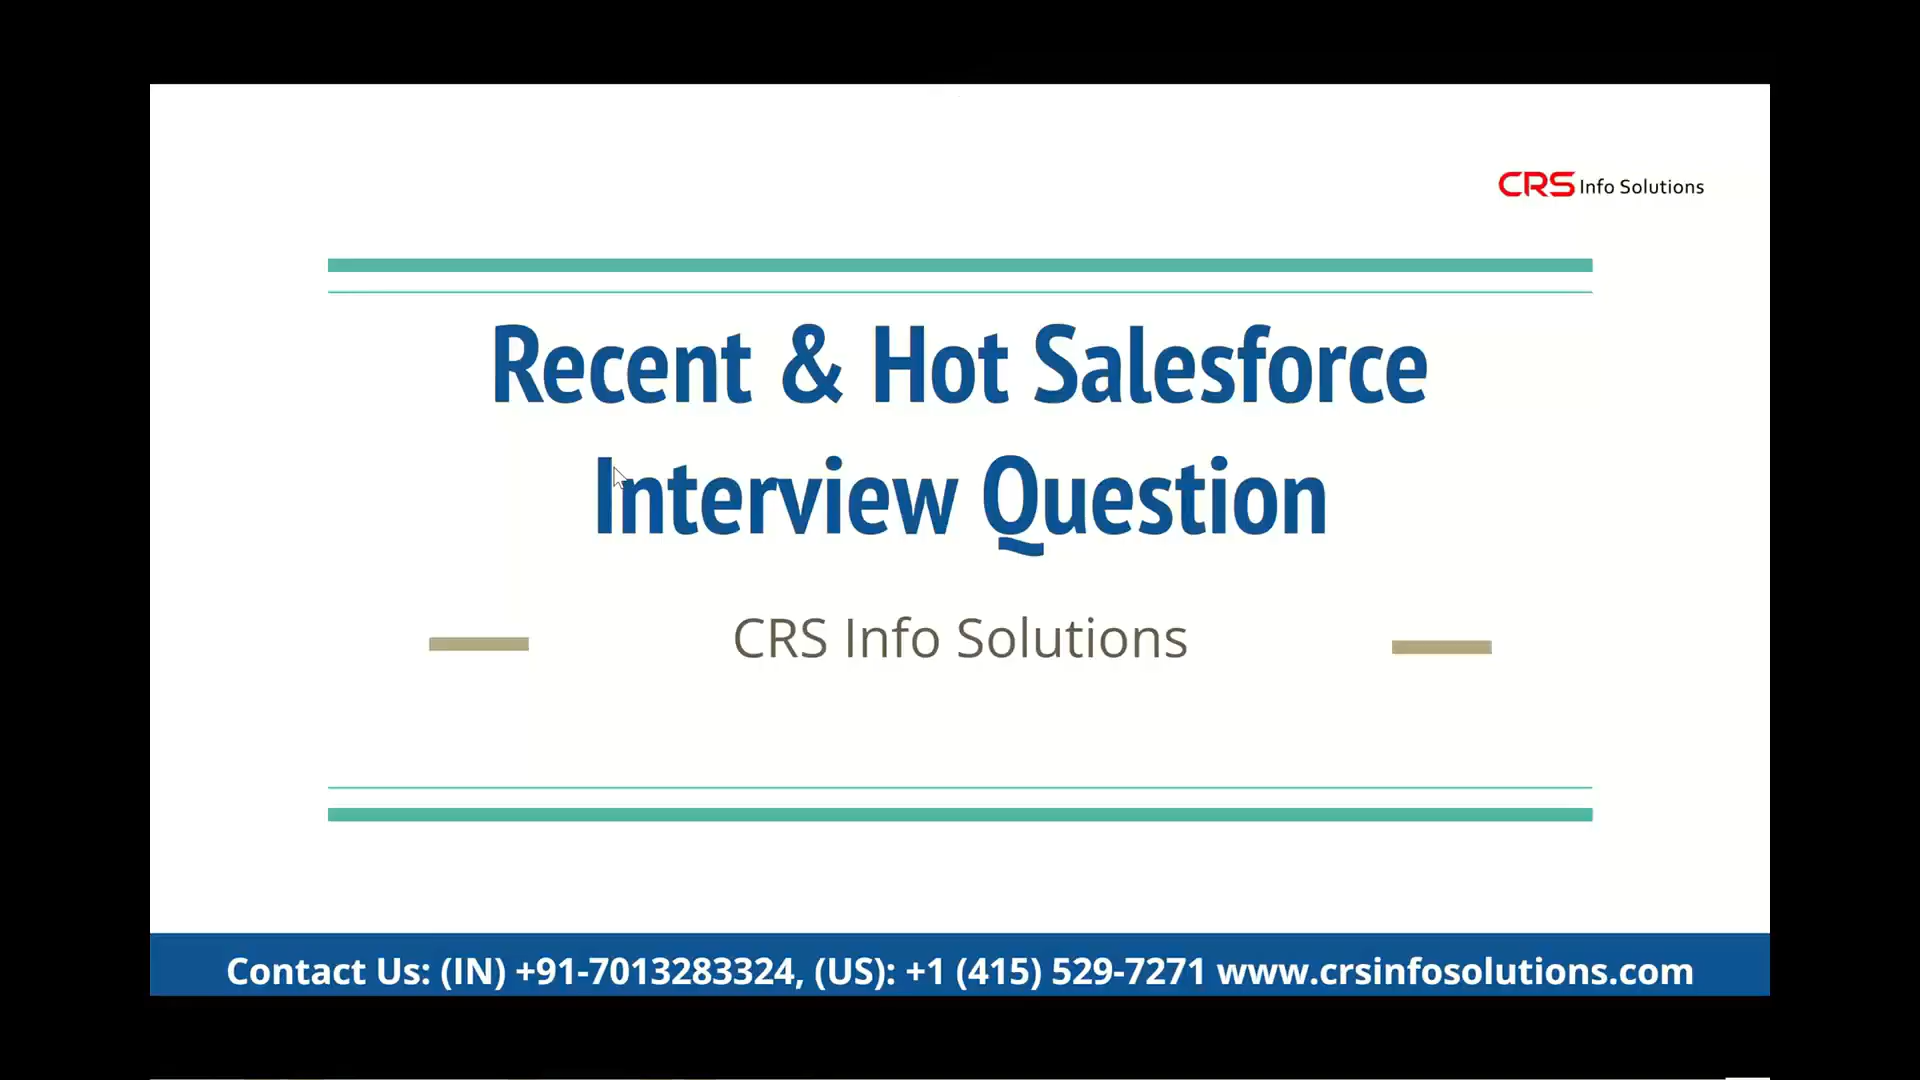 CRS Info Solutions
Recent & Hot Salesforce
Interview Question
CRS Info Solutions
Contact Us: (IN) +91-7013283324, (US): +1 (415) 529-7271 www.crsinfosolutions.com